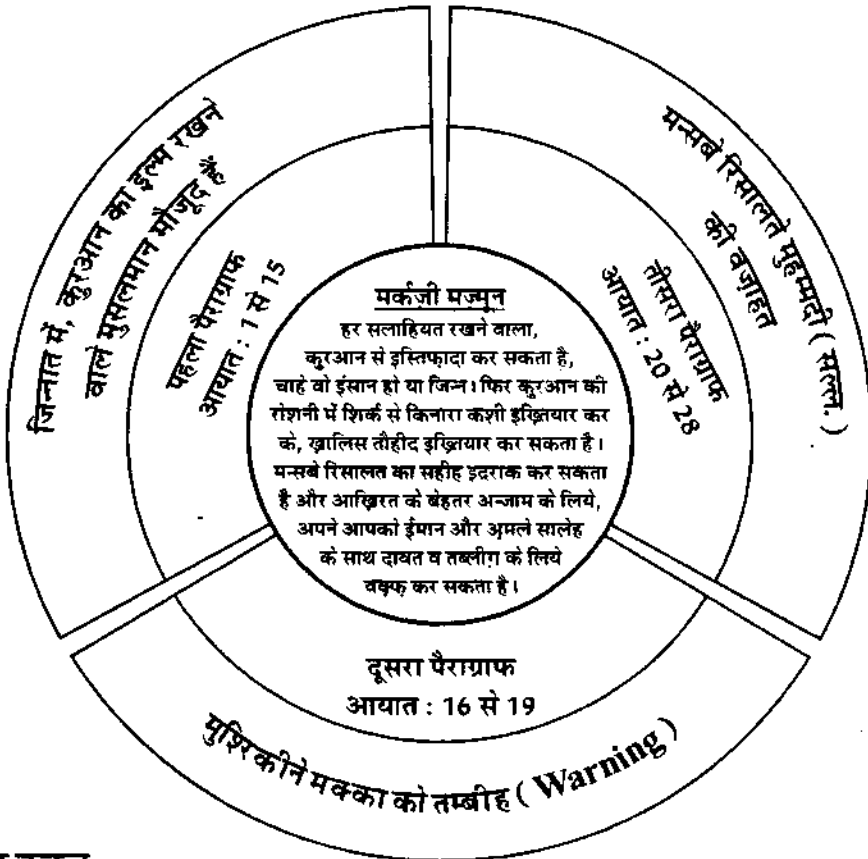 जिन्नात में, कुरआन का इल्म रखने
वाले मुसलमान मौजूद हैं
पहला पैराग्राफ
आयात : 1 से 15
मन्सबे रिसालते मुहम्मदी ( सल्ल. )
की वज़ाहत
तीसरा पैराग्राफ
आयात : 20 से 28
मर्कज़ी मज़्मून
हर सलाहियत रखने वाला,
कुरआन से इस्तिफ़ादा कर सकता है,
चाहे वो इंसान हो या जिन्न। फिर कुरआन की
रोशनी में शिर्क से किनारा कशी इख़्तियार कर
के, ख़ालिस तौहीद इख़्तियार कर सकता है।
मन्सबे रिसालत का सहीह इदराक कर सकता
है और आख़िरत के बेहतर अन्जाम के लिये,
अपने आपको ईमान और अमले सालेह
के साथ दावत व तब्लीग़ के लिये
वक़्फ़ कर सकता है।
दूसरा पैराग्राफ
आयात : 16 से 19
मुश्रिकीने मक्का को तम्बीह ( Warning )